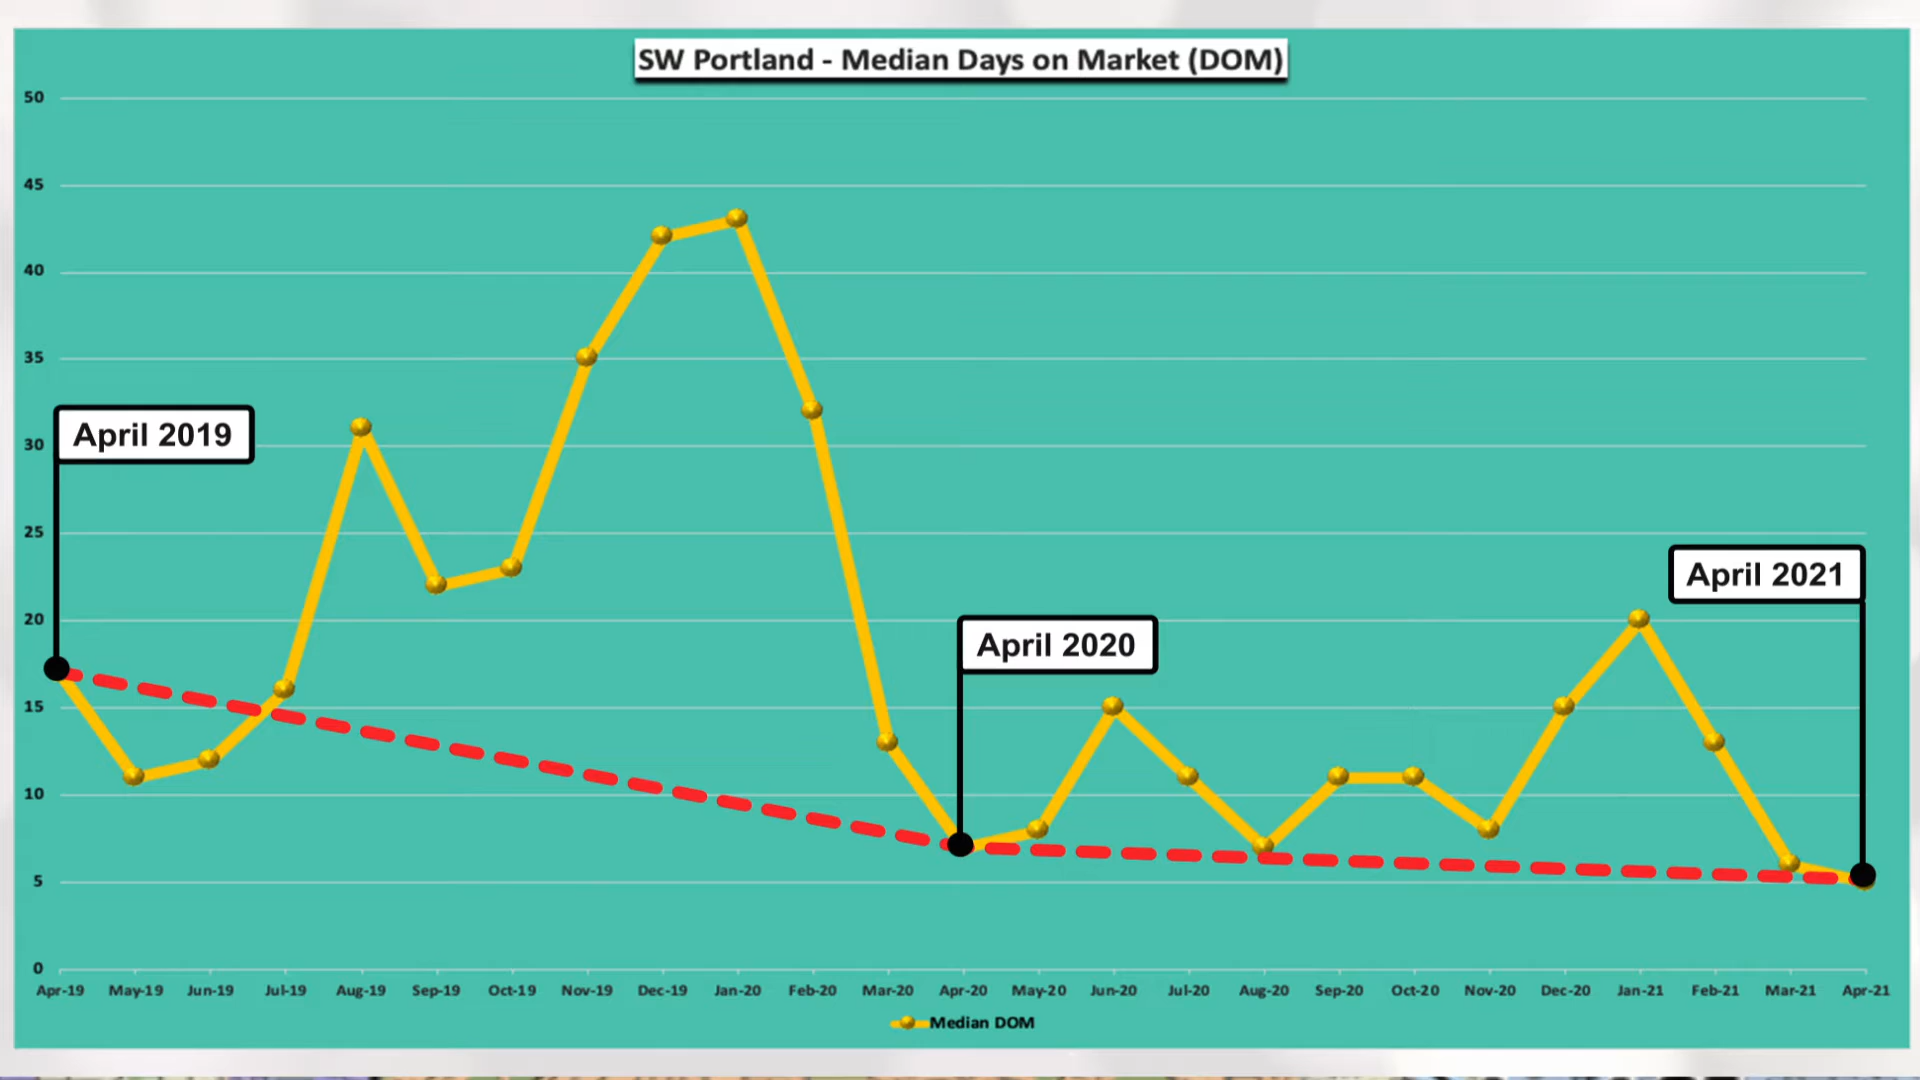 SW Portland - Median Days on Market (DOM)
50
45
40
35
30
25
20
15
10
5
0
April 2019
April 2020
April 2021
Apr-19 May-19 Jun-19 Jul-19 Aug-19 Sep-19 Oct-19 Nov-19 Dec-19 Jan-20 Feb-20 Mar-20 Apr-20 May-20 Jun-20 Jul-20 Aug-20 Sep-20 Oct-20 Nov-20 Dec-20 Jan-21 Feb-21 Mar-21 Apr-21
Median DOM